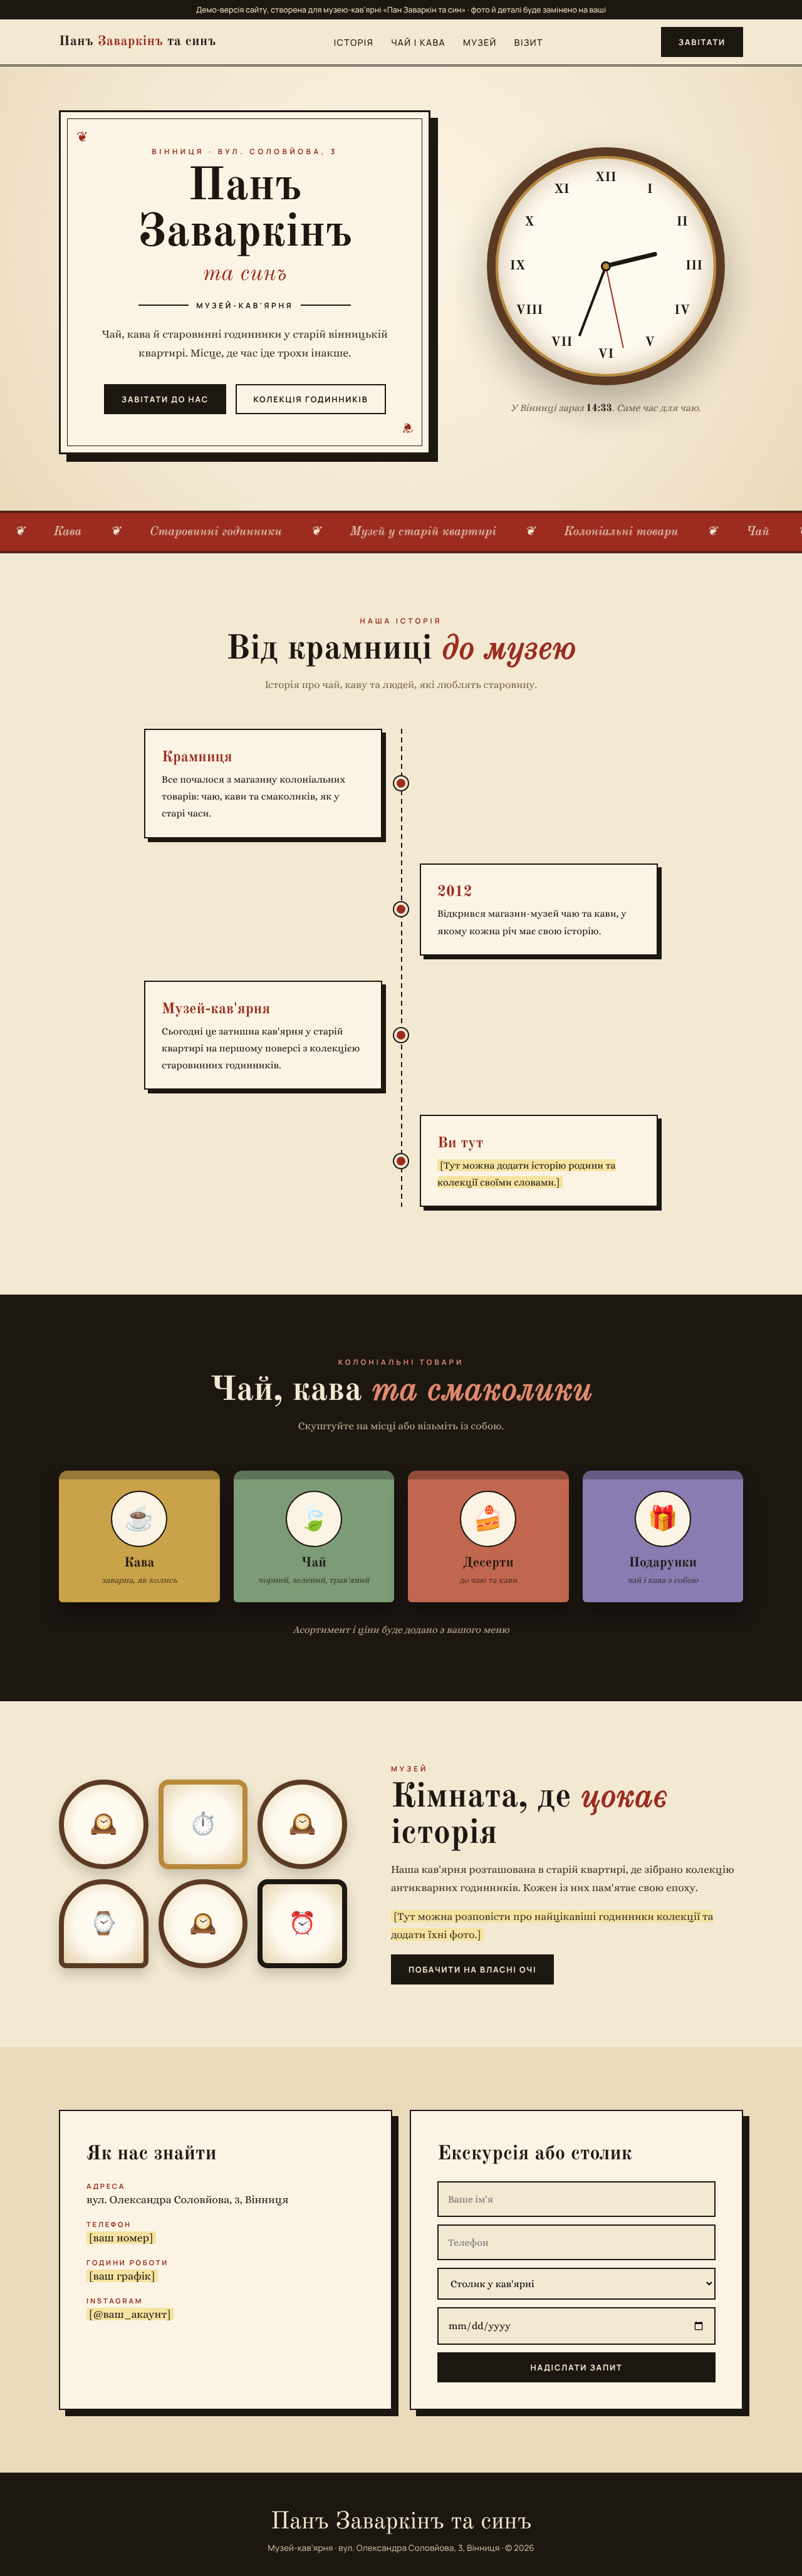 Демо-версія сайту, створена для музею-кав'ярні «Пан Заваркін та син» · фото й деталі буде замінено на ваші
Панъ Заваркінъ та синъ
ІСТОРІЯ
ЧАЙ І КАВА
МУЗЕЙ
ВІЗИТ
ЗАВІТАТИ
ВІННИЦЯ · ВУЛ. СОЛОВЙОВА, 3
Панъ
Заваркінъ
та синъ
МУЗЕЙ-КАВ'ЯРНЯ
Чай, кава й старовинні годинники у старій вінницькій
квартирі. Місце, де час іде трохи інакше.
ЗАВІТАТИ ДО НАС
КОЛЕКЦІЯ ГОДИННИКІВ
XII
I
II
III
IV
V
VI
VII
VIII
IX
X
XI
У Вінниці зараз 14:33. Саме час для чаю.
❦ Кава ❦ Старовинні годинники ❦ Музей у старій квартирі ❦ Колоніальні товари ❦ Чай
НАША ІСТОРІЯ
Від крамниці до музею
Історія про чай, каву та людей, які люблять старовину.
Крамниця
Все почалося з магазину колоніальних
товарів: чаю, кави та смаколиків, як у
старі часи.
2012
Відкрився магазин-музей чаю та кави, у
якому кожна річ має свою історію.
Музей-кав'ярня
Сьогодні це затишна кав'ярня у старій
квартирі на першому поверсі з колекцією
старовинних годинників.
Ви тут
[Тут можна додати історію родини та
колекції своїми словами.]
КОЛОНІАЛЬНІ ТОВАРИ
Чай, кава та смаколики
Скуштуйте на місці або візьміть із собою.
Кава
заварна, як колись
Чай
чорний, зелений, трав'яний
Десерти
до чаю та кави
Подарунки
чай і кава з собою
Асортимент і ціни буде додано з вашого меню
МУЗЕЙ
Кімната, де цокає
історія
Наша кав'ярня розташована в старій квартирі, де зібрано колекцію
антикварних годинників. Кожен із них пам'ятає свою епоху.
[Тут можна розповісти про найцікавіші годинники колекції та
додати їхні фото.]
ПОБАЧИТИ НА ВЛАСНІ ОЧІ
Як нас знайти
АДРЕСА
вул. Олександра Соловйова, 3, Вінниця
ТЕЛЕФОН
[ваш номер]
ГОДИНИ РОБОТИ
[ваш графік]
INSTAGRAM
[@ваш_акаунт]
Екскурсія або столик
Ваше ім'я
Телефон
Столик у кав'ярні
mm/dd/yyyy
НАДІСЛАТИ ЗАПИТ
Панъ Заваркінъ та синъ
Музей-кав'ярня · вул. Олександра Соловйова, 3, Вінниця · © 2026